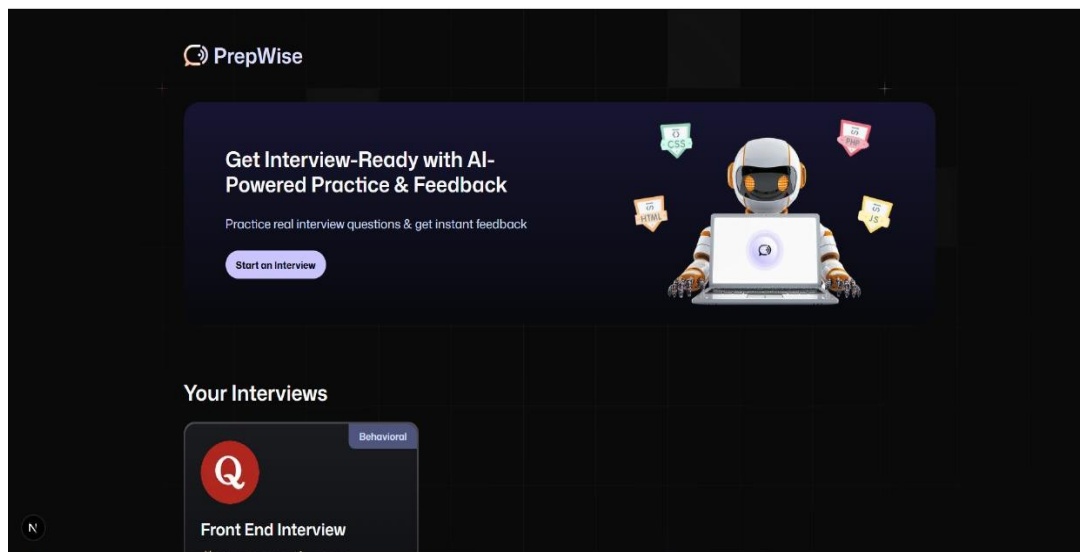 PrepWise
Get Interview-Ready with AI-
Powered Practice & Feedback
Practice real interview questions & get instant feedback
Start an Interview
CSS
PHP
HTML
JS
Your Interviews
Behavioral
Q
Front End Interview
N